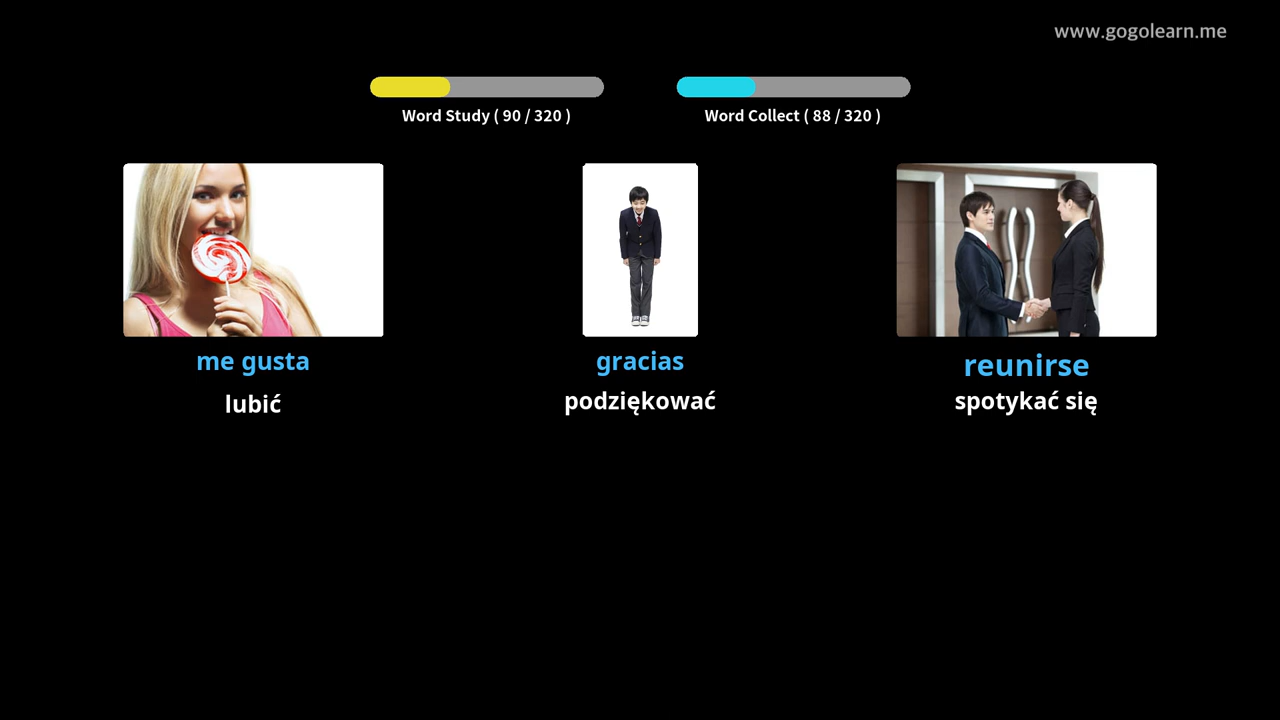 www.gogolearn.me
Word Study ( 90 / 320 )
Word Collect ( 88 / 320 )
me gusta
lubić
gracias
podziękować
reunirse
spotykać się